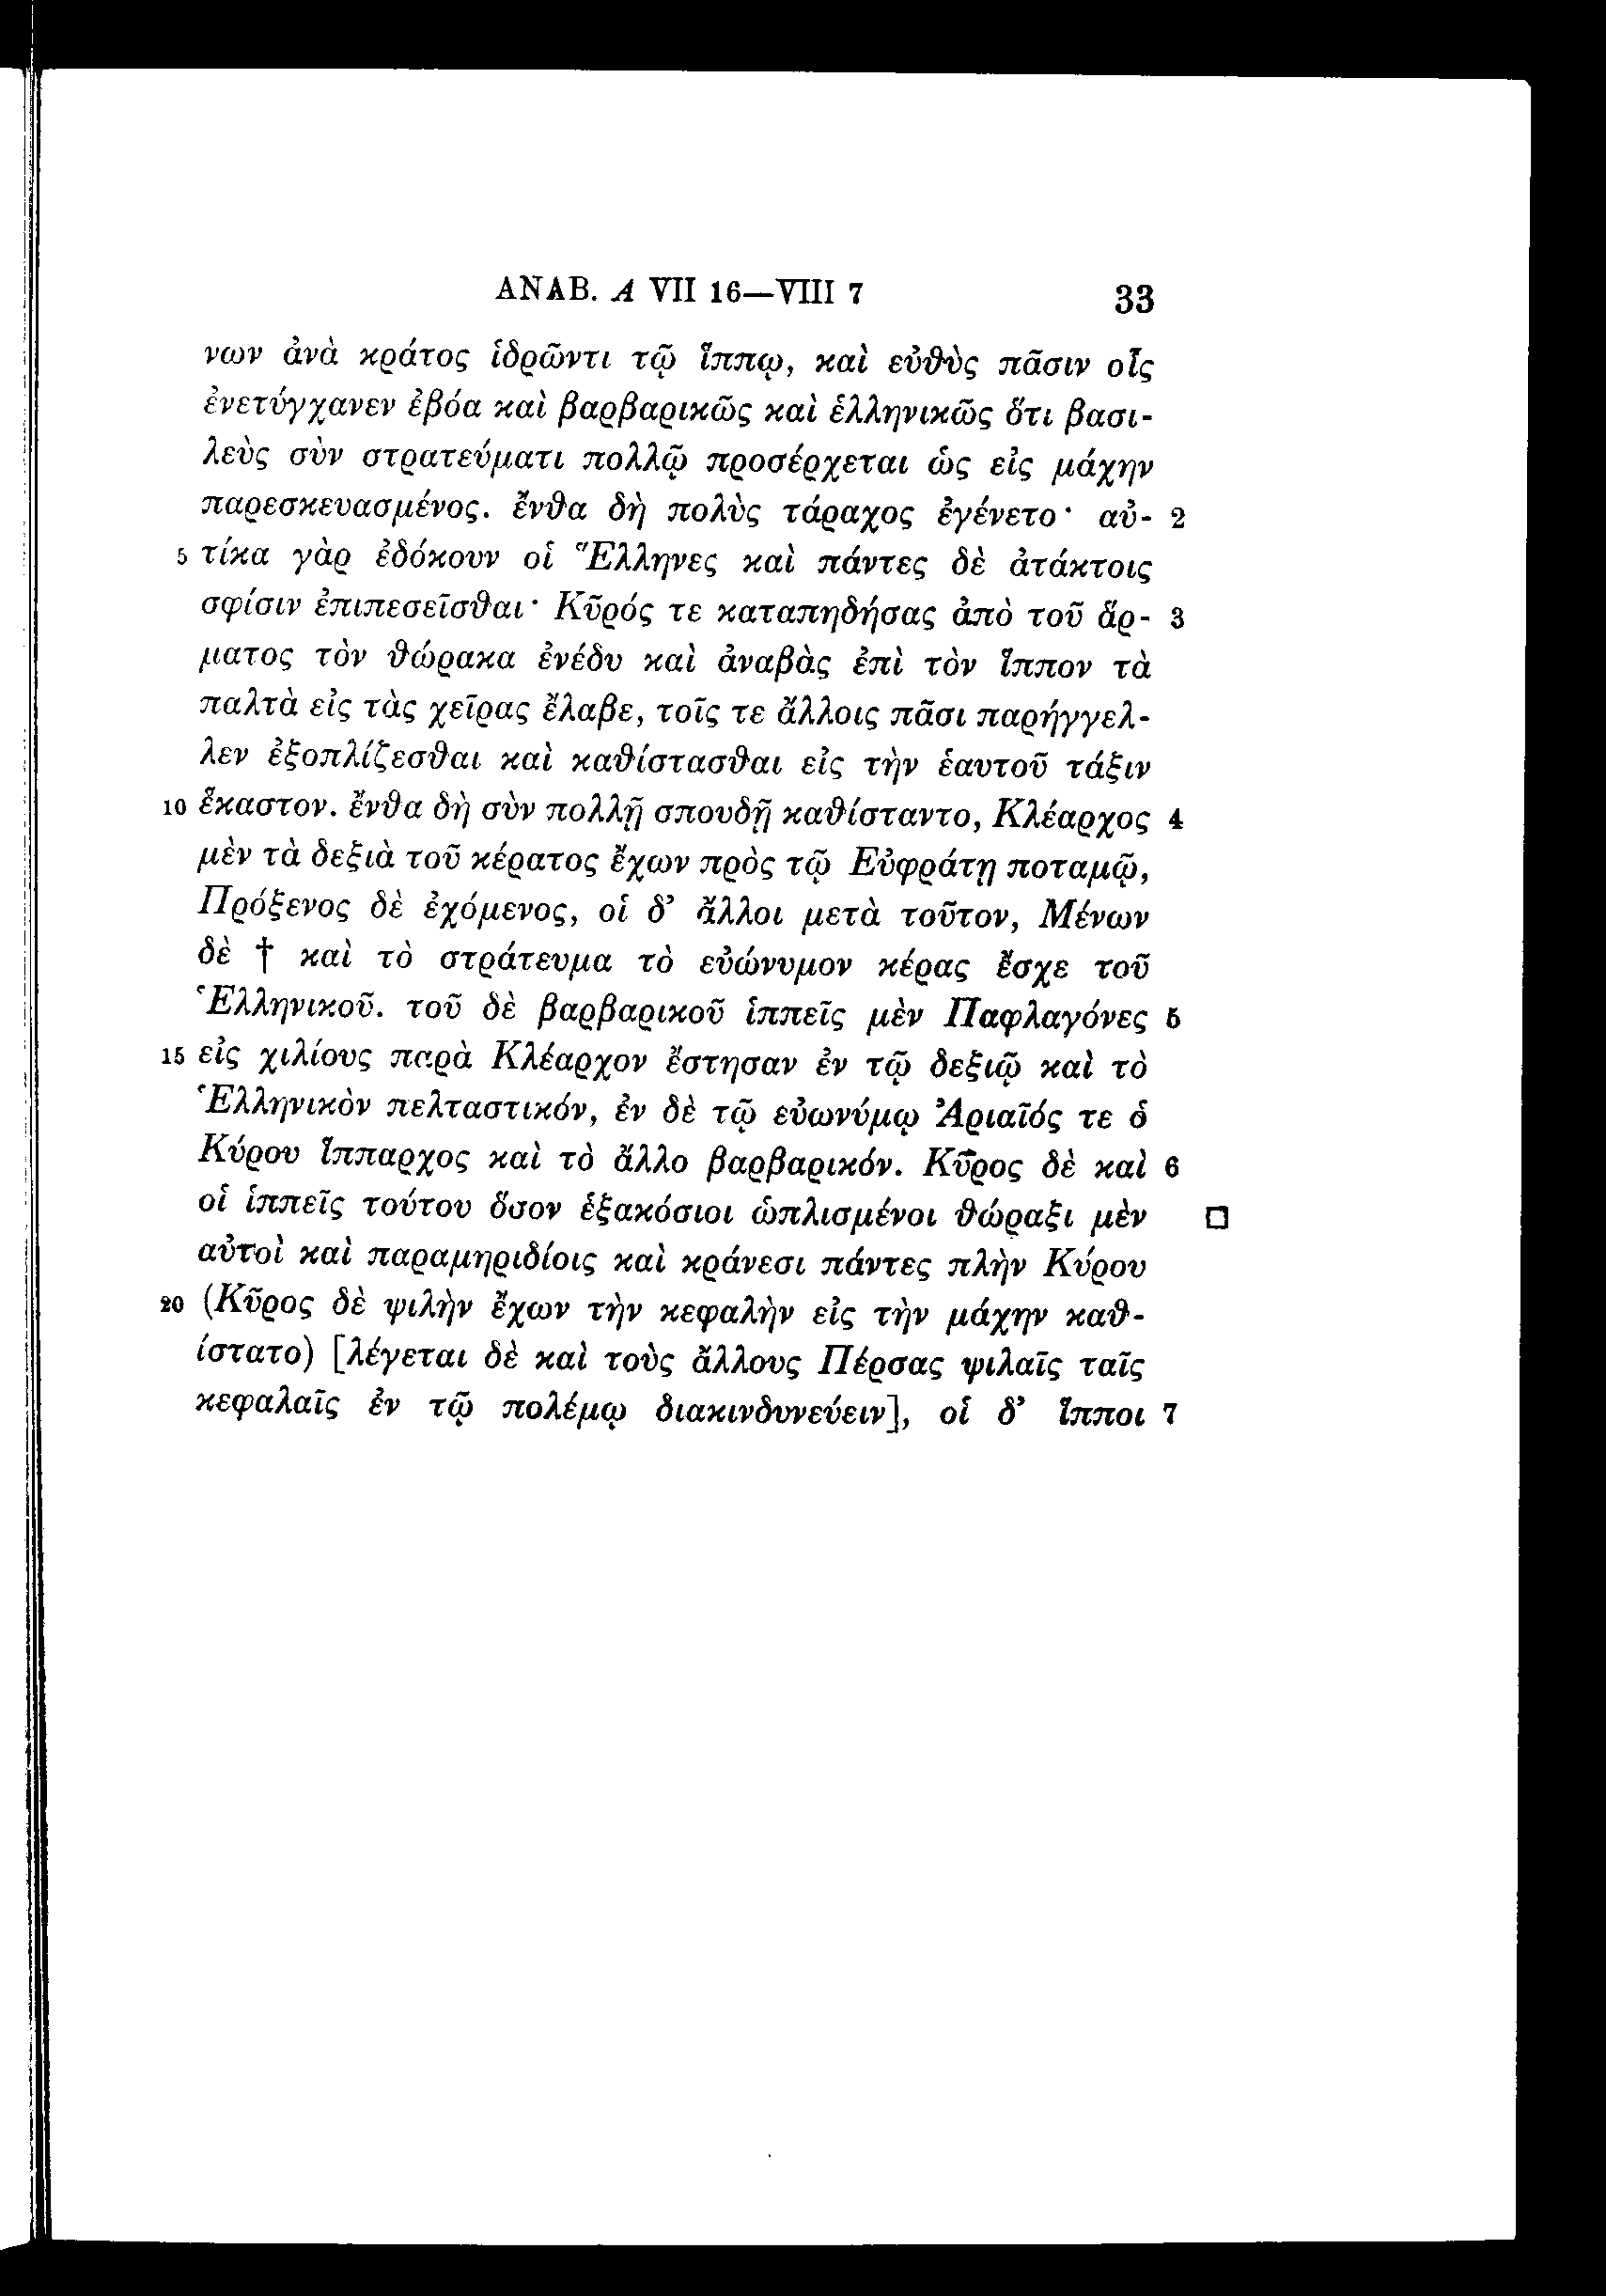 ΑΝΑΒ. Α VII 16—VIII 7 33
νων ἀνὰ κράτος ἱδρῶντι τῷ ἵππῳ, καὶ εὐθὺς πᾶσιν οἷς
ἐνετύγχανεν ἐβόα καὶ βαρβαρικῶς καὶ ἑλληνικῶς ὅτι βασι-
λεὺς σὺν στρατεύματι πολλῷ προσέρχεται ὡς εἰς μάχην
παρεσκευασμένος. ἔνθα δὴ πολὺς τάραχος ἐγένετο· αὐ- 2
5 τίκα γὰρ ἐδόκουν οἱ Ἕλληνες καὶ πάντες δὲ ἀτάκτοις
σφίσιν ἐπιπεσεῖσθαι· Κῦρός τε καταπηδήσας ἀπὸ τοῦ ἅρ- 3
ματος τὸν θώρακα ἐνέδυ καὶ ἀναβὰς ἐπὶ τὸν ἵππον τὰ
παλτὰ εἰς τὰς χεῖρας ἔλαβε, τοῖς τε ἄλλοις πᾶσι παρήγγελ-
λεν ἐξοπλίζεσθαι καὶ καθίστασθαι εἰς τὴν ἑαυτοῦ τάξιν
10 ἕκαστον. ἔνθα δὴ σὺν πολλῇ σπουδῇ καθίσταντο, Κλέαρχος 4
μὲν τὰ δεξιὰ τοῦ κέρατος ἔχων πρὸς τῷ Εὐφράτῃ ποταμῷ,
Πρόξενος δὲ ἐχόμενος, οἱ δ’ ἄλλοι μετὰ τοῦτον, Μένων
δὲ † καὶ τὸ στράτευμα τὸ εὐώνυμον κέρας ἔσχε τοῦ
Ἑλληνικοῦ. τοῦ δὲ βαρβαρικοῦ ἱππεῖς μὲν Παφλαγόνες 5
15 εἰς χιλίους παρὰ Κλέαρχον ἔστησαν ἐν τῷ δεξιῷ καὶ τὸ
Ἑλληνικὸν πελταστικόν, ἐν δὲ τῷ εὐωνύμῳ Ἀριαῖός τε ὁ
Κύρου ἵππαρχος καὶ τὸ ἄλλο βαρβαρικόν. Κῦρος δὲ καὶ 6
οἱ ἱππεῖς τούτου ὅσον ἑξακόσιοι ὡπλισμένοι θώραξι μὲν
αὐτοὶ καὶ παραμηριδίοις καὶ κράνεσι πάντες πλὴν Κύρου
20 (Κῦρος δὲ ψιλὴν ἔχων τὴν κεφαλὴν εἰς τὴν μάχην καθ-
ίστατο) [λέγεται δὲ καὶ τοὺς ἄλλους Πέρσας ψιλαῖς ταῖς
κεφαλαῖς ἐν τῷ πολέμῳ διακινδυνεύειν], οἱ δ’ ἵπποι 7